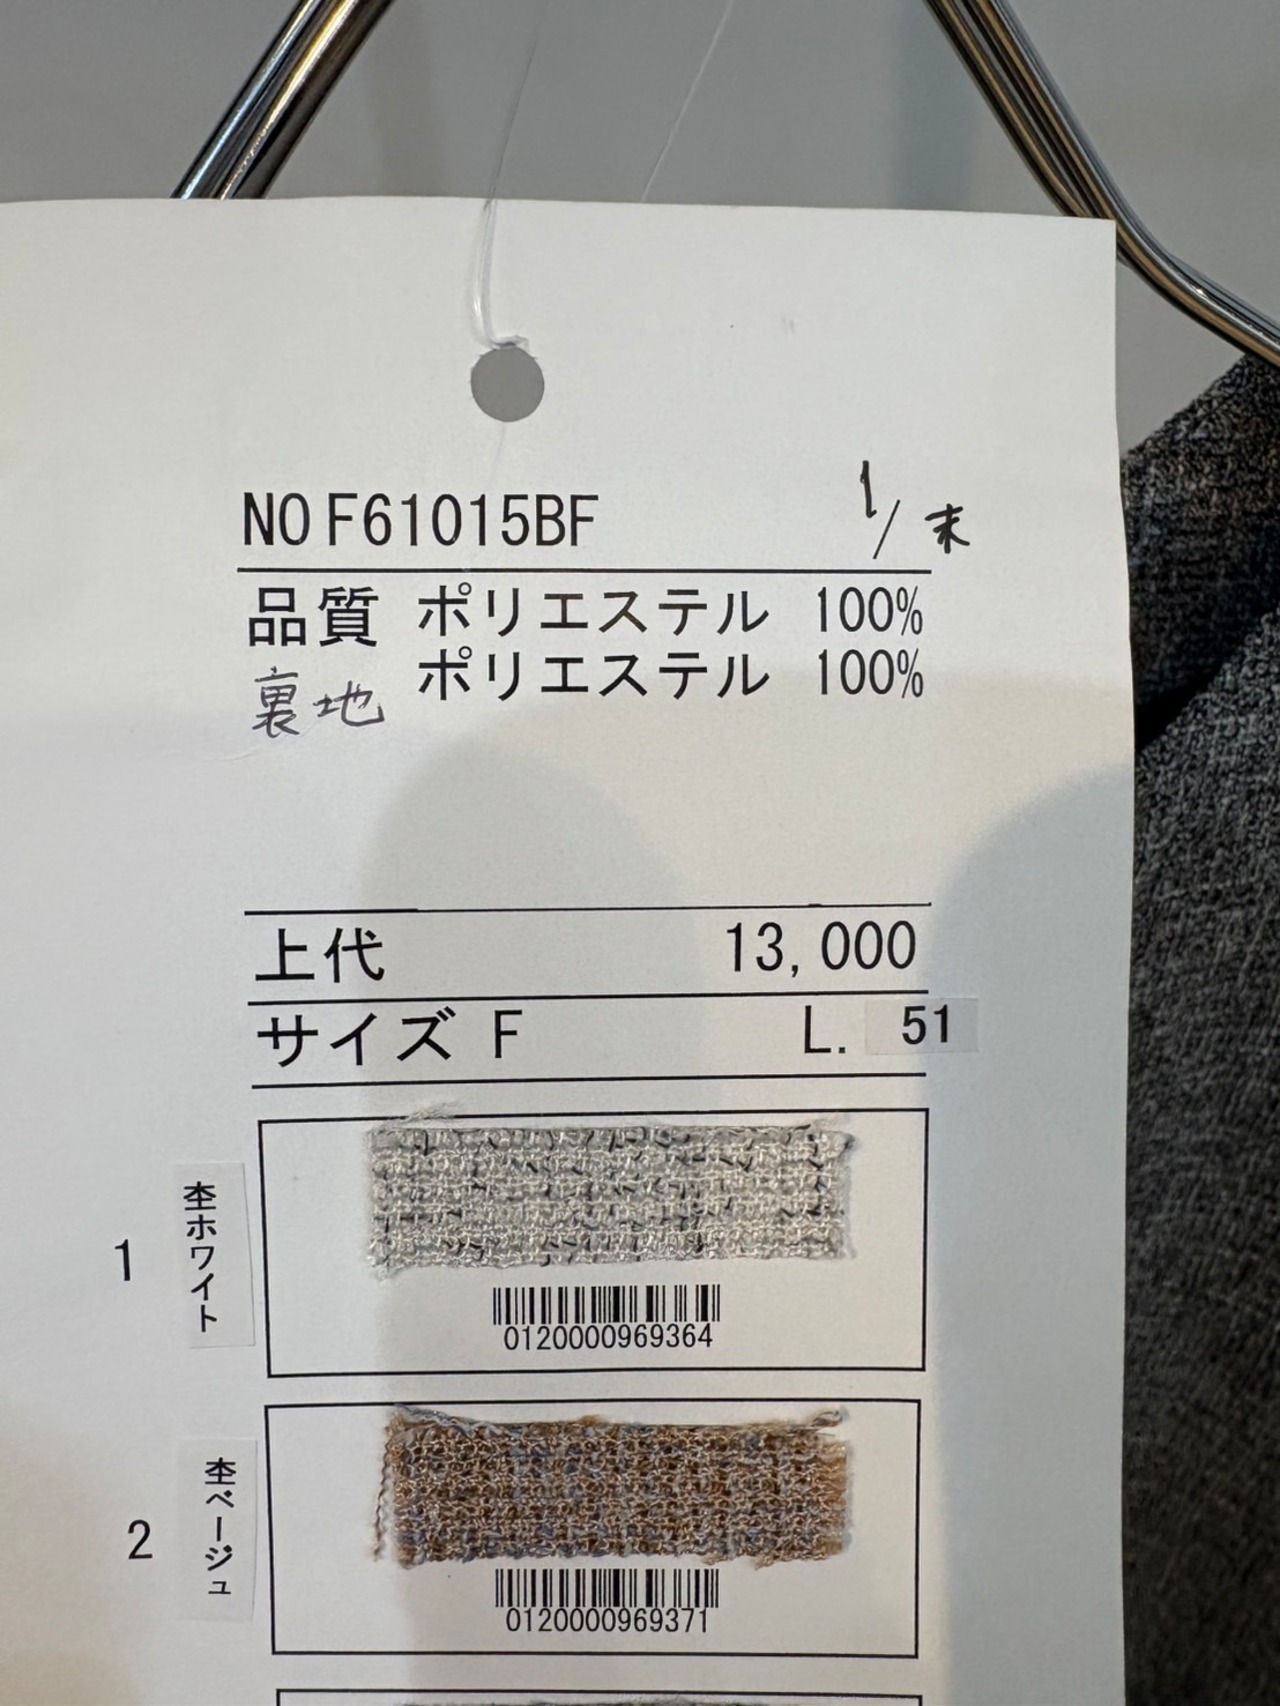 NO F61015BF 1/末
品質 ポリエステル 100%
裏地 ポリエステル 100%
上代 13,000
サイズ F L. 51
1 杢ホワイト
0120000969364
2 杢ベージュ
0120000969371